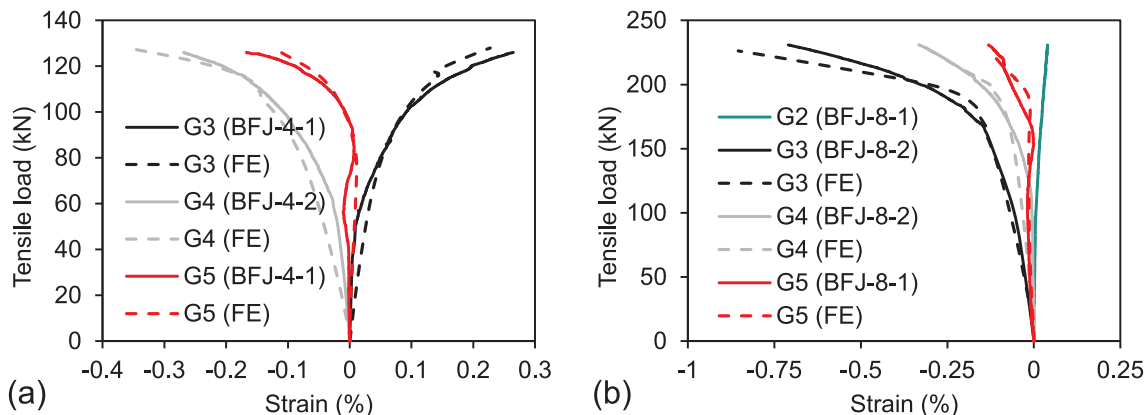 140
120
100
80
60
40
20
0
Tensile load (kN)
G3 (BFJ-4-1)
G3 (FE)
G4 (BFJ-4-2)
G4 (FE)
G5 (BFJ-4-1)
G5 (FE)
-0.4 -0.3 -0.2 -0.1 0 0.1 0.2 0.3
Strain (%)
(a)
250
200
150
100
50
0
Tensile load (kN)
G2 (BFJ-8-1)
G3 (BFJ-8-2)
G3 (FE)
G4 (BFJ-8-2)
G4 (FE)
G5 (BFJ-8-1)
G5 (FE)
-1 -0.75 -0.5 -0.25 0 0.25
Strain (%)
(b)